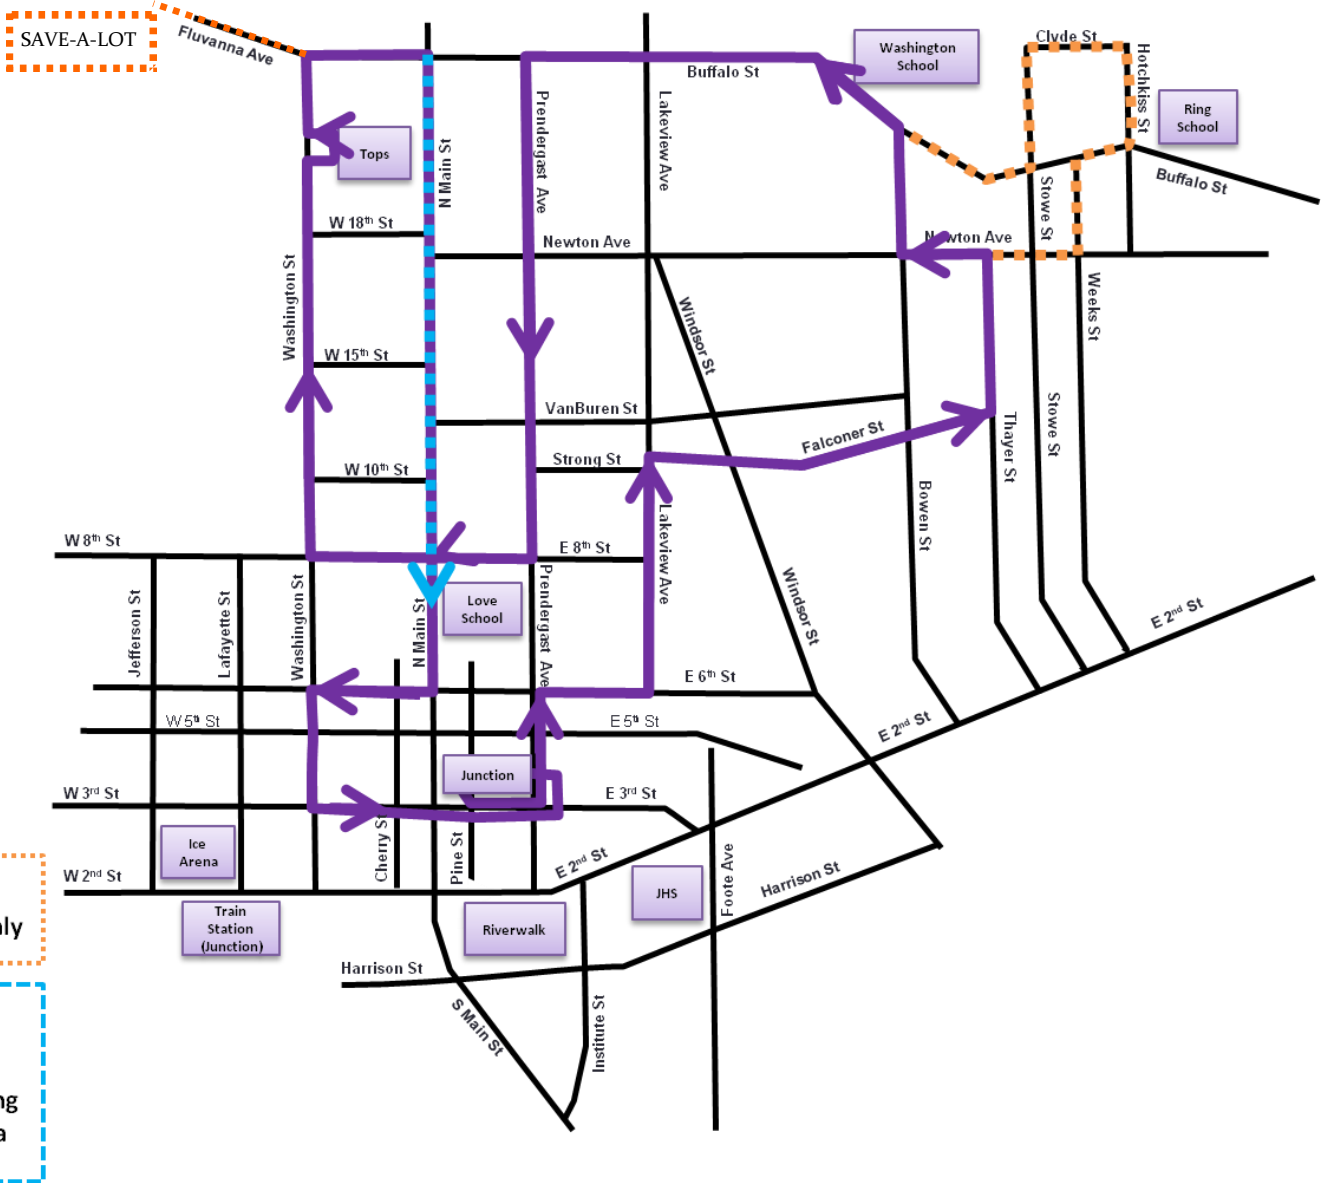 SAVE-A-LOT
Fluvanna Ave
Washington
School
Clyde St
Hotchkiss St
Buffalo St
Ring
School
Tops
N Main St
Prendergast Ave
Lakeview Ave
Buffalo St
W 18th St
Newton Ave
Newton Ave
Stowe St
Washington St
Windsor St
Weeks St
W 15th St
VanBuren St
Falconer St
Thayer St
Stowe St
W 10th St
Strong St
Lakeview Ave
Bowen St
W 8th St
E 8th St
Jefferson St
Lafayette St
Washington St
N Main St
Love
School
Prendergast Ave
Windsor St
E 2nd St
E 6th St
W 5th St
E 5th St
E 2nd St
Junction
W 3rd St
E 3rd St
Ice
Arena
Cherry St
Pine St
W 2nd St
E 2nd St
JHS
Foote Ave
Harrison St
Train
Station
(Junction)
Riverwalk
Harrison St
S Main St
Institute St